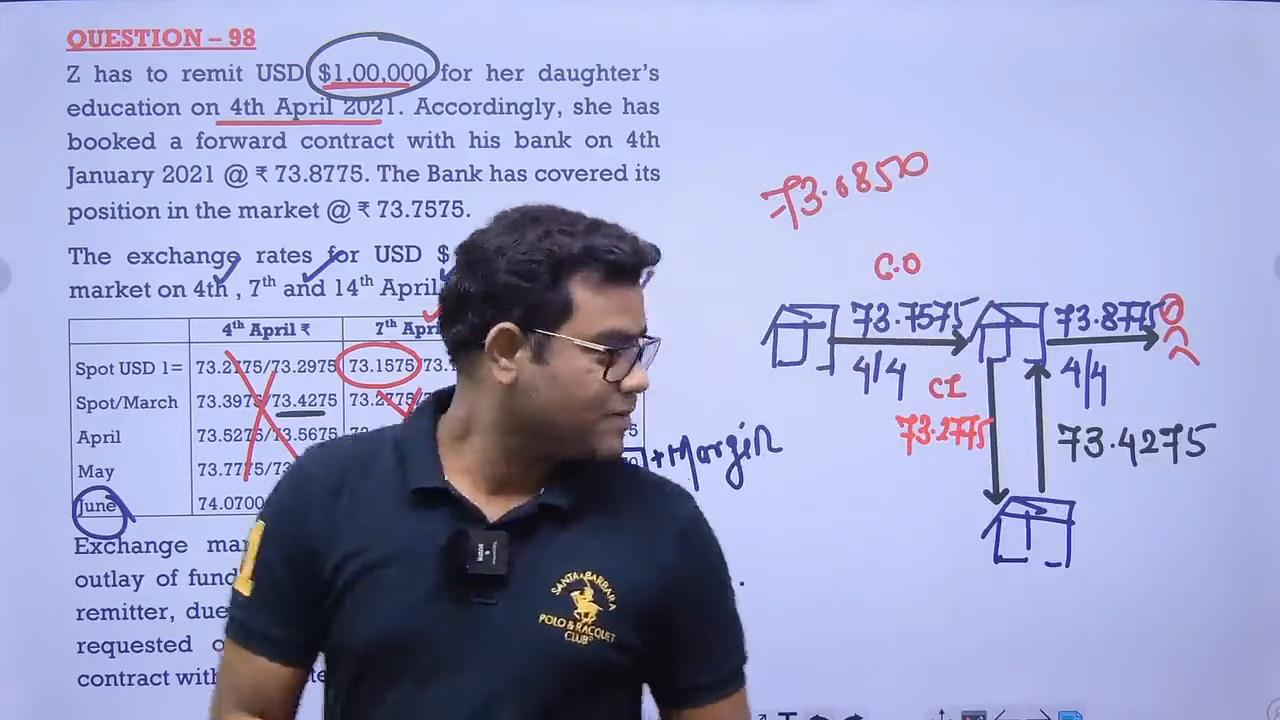 QUESTION – 98
Z has to remit USD $1,00,000 for her daughter's
education on 4th April 2021. Accordingly, she has
booked a forward contract with his bank on 4th
January 2021 @ ₹ 73.8775. The Bank has covered its
position in the market @ ₹ 73.7575.
The exchange rates for USD $
market on 4th , 7th and 14th April
4th April ₹ 7th Apri
Spot USD 1= 73.2775/73.2975 73.1575/73.1
Spot/March 73.3975/73.4275 73.2775/7
April 73.5275/73.5675
May 73.7775/73
June 74.0700
Exchange mar
outlay of fund
remitter, due
requested o
contract with
+Margin
73.6850
C.O
73.7575 73.8775
4/4 4/4
CI
73.2775 73.4275
SANTA BARBARA
POLO & RACQUET
CLUB